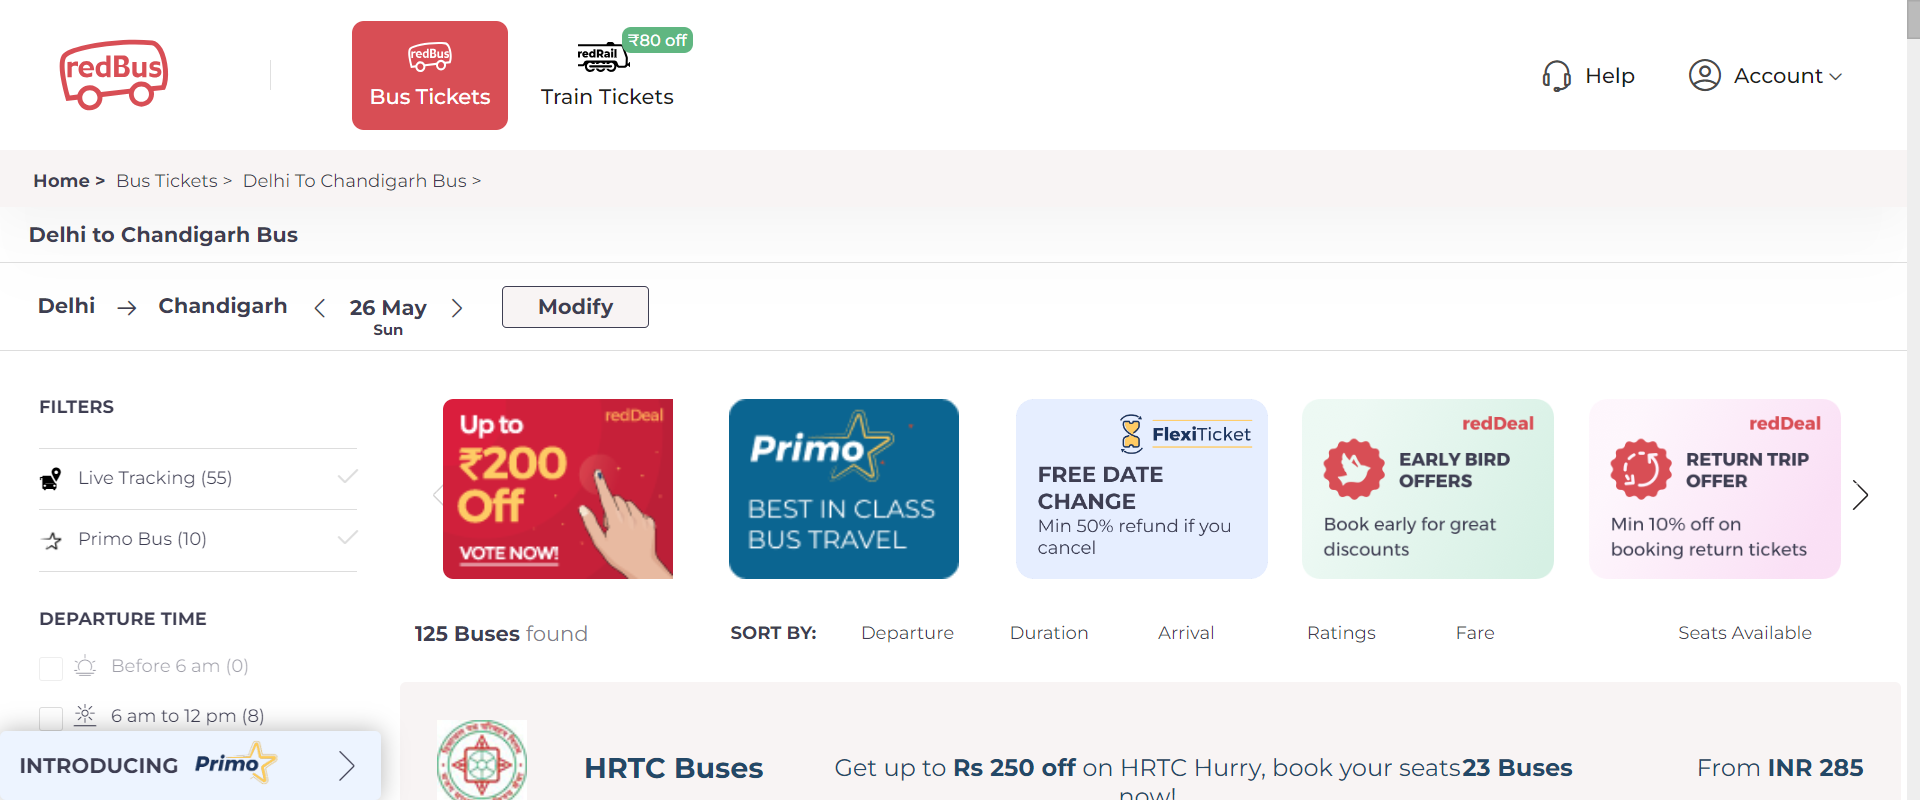 redBus
redBus
Bus Tickets
redRail
₹80 off
Train Tickets
Help
Account
Home > Bus Tickets > Delhi To Chandigarh Bus >
Delhi to Chandigarh Bus
Delhi → Chandigarh < 26 May >
Sun
Modify
FILTERS
Live Tracking (55)
Primo Bus (10)
DEPARTURE TIME
Before 6 am (0)
6 am to 12 pm (8)
INTRODUCING Primo
redDeal
Up to
₹200
Off
VOTE NOW!
Primo
BEST IN CLASS
BUS TRAVEL
FlexiTicket
FREE DATE
CHANGE
Min 50% refund if you
cancel
redDeal
EARLY BIRD
OFFERS
Book early for great
discounts
redDeal
RETURN TRIP
OFFER
Min 10% off on
booking return tickets
125 Buses found
SORT BY: Departure Duration Arrival Ratings Fare Seats Available
HRTC Buses
Get up to Rs 250 off on HRTC Hurry, book your seats
now!
23 Buses
From INR 285